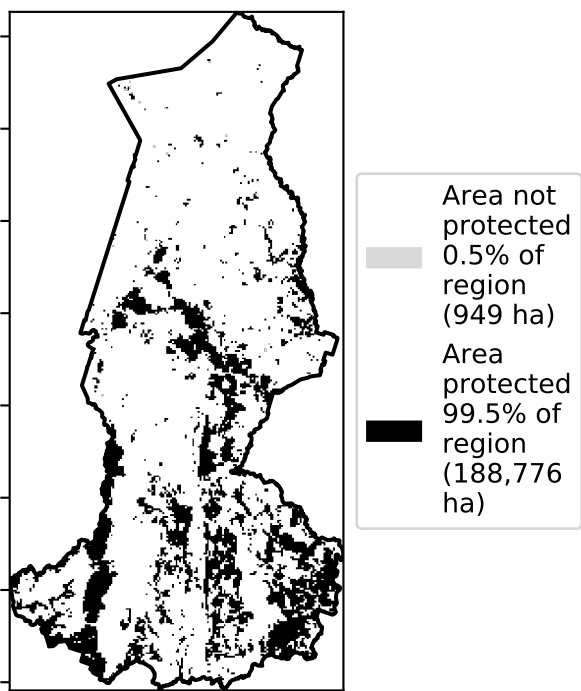 Area not
protected
0.5% of
region
(949 ha)
Area
protected
99.5% of
region
(188,776
ha)